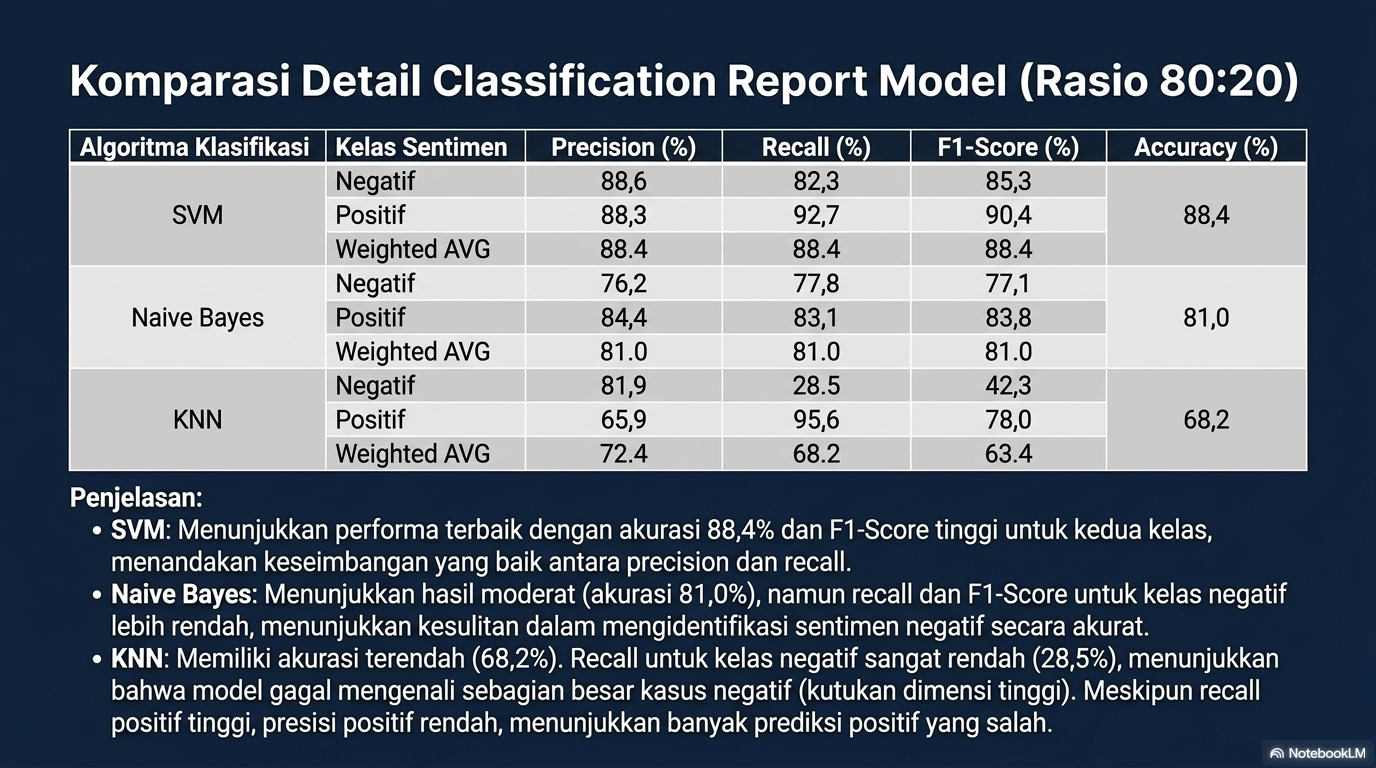 Komparasi Detail Classification Report Model (Rasio 80:20)
Algoritma Klasifikasi Kelas Sentimen Precision (%) Recall (%) F1-Score (%) Accuracy (%)
SVM Negatif 88,6 82,3 85,3 88,4
Positif 88,3 92,7 90,4
Weighted AVG 88.4 88.4 88.4
Naive Bayes Negatif 76,2 77,8 77,1 81,0
Positif 84,4 83,1 83,8
Weighted AVG 81.0 81.0 81.0
KNN Negatif 81,9 28.5 42,3 68,2
Positif 65,9 95,6 78,0
Weighted AVG 72.4 68.2 63.4
Penjelasan:
• SVM: Menunjukkan performa terbaik dengan akurasi 88,4% dan F1-Score tinggi untuk kedua kelas,
menandakan keseimbangan yang baik antara precision dan recall.
• Naive Bayes: Menunjukkan hasil moderat (akurasi 81,0%), namun recall dan F1-Score untuk kelas negatif
lebih rendah, menunjukkan kesulitan dalam mengidentifikasi sentimen negatif secara akurat.
• KNN: Memiliki akurasi terendah (68,2%). Recall untuk kelas negatif sangat rendah (28,5%), menunjukkan
bahwa model gagal mengenali sebagian besar kasus negatif (kutukan dimensi tinggi). Meskipun recall
positif tinggi, presisi positif rendah, menunjukkan banyak prediksi positif yang salah.
NotebookLM